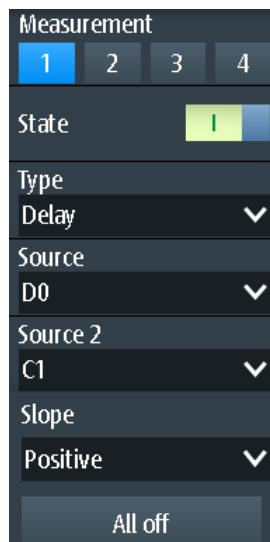 Measurement
1 2 3 4
State I
Type
Delay
Source
D0
Source 2
C1
Slope
Positive
All off